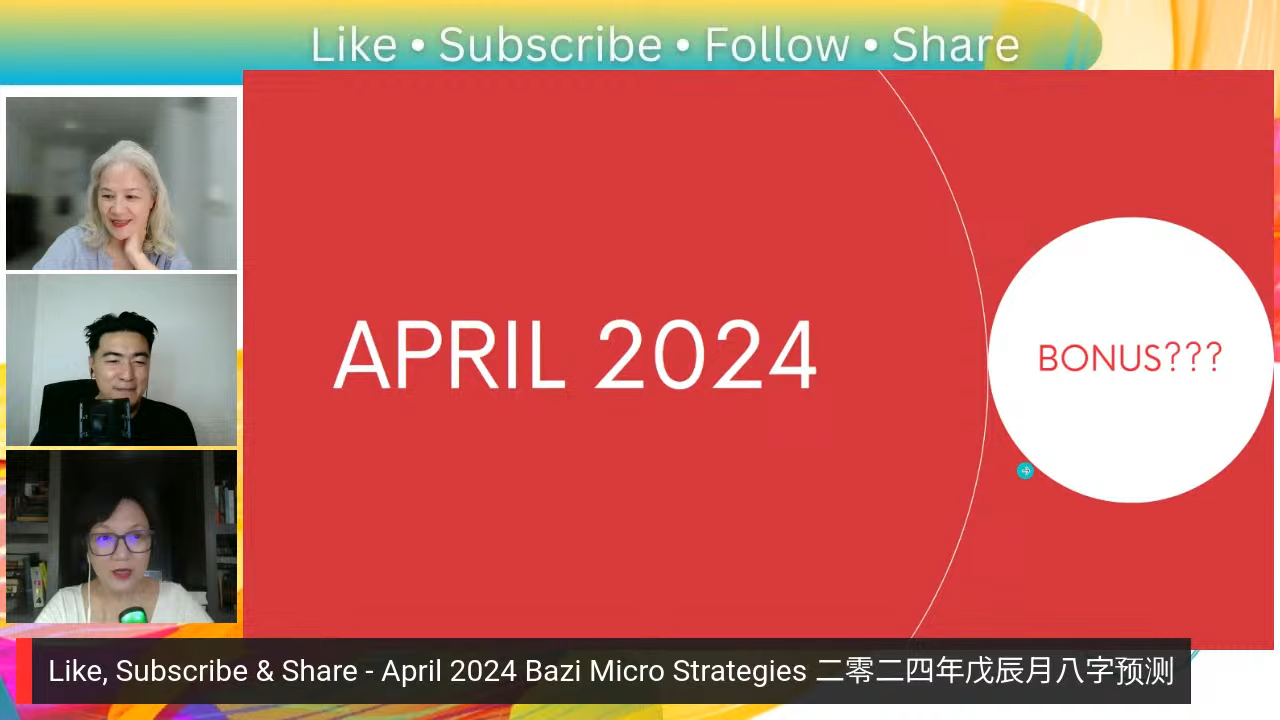 Like • Subscribe • Follow • Share
APRIL 2024
BONUS???
Like, Subscribe & Share - April 2024 Bazi Micro Strategies 二零二四年戊辰月八字预测